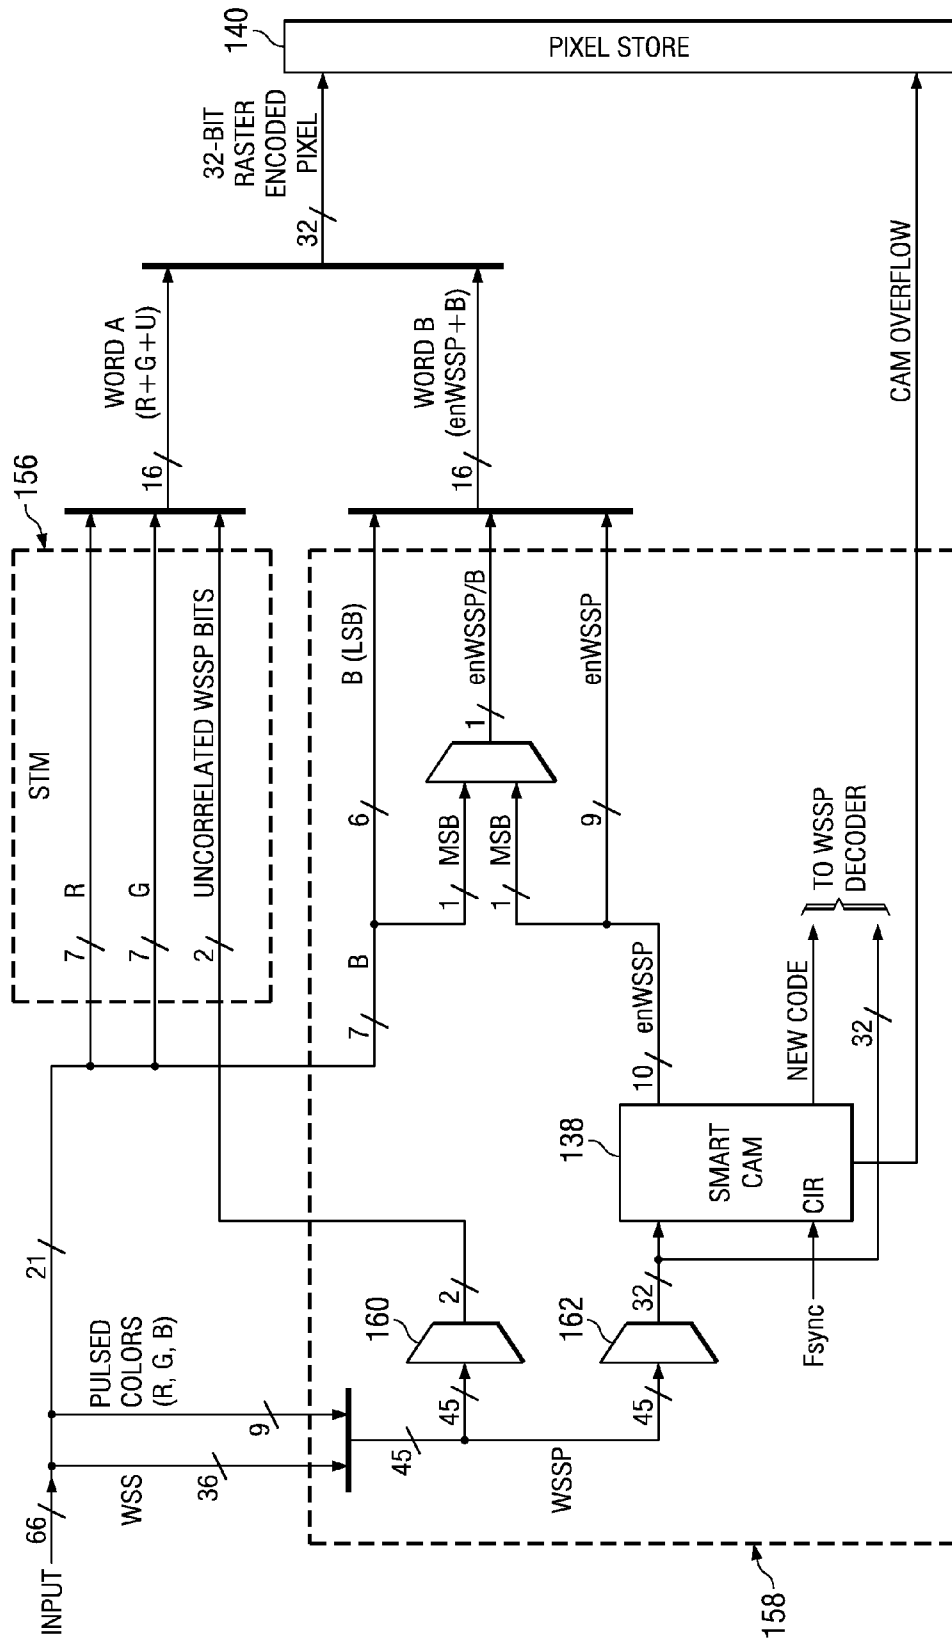 INPUT
66
WSS
36
PULSED
COLORS
(R, G, B)
9
21
45
WSSP
45
45
160
162
2
32
Fsync
158
STM
156
7
R
7
G
2
UNCORRELATED WSSP BITS
7
B
6
B (LSB)
1
MSB
1
MSB
1
enWSSP/B
9
enWSSP
10
enWSSP
138
SMART
CAM
CIR
NEW CODE
32
TO WSSP
DECODER
16
WORD A
(R+G+U)
16
WORD B
(enWSSP+B)
32
32-BIT
RASTER
ENCODED
PIXEL
140
PIXEL STORE
CAM OVERFLOW